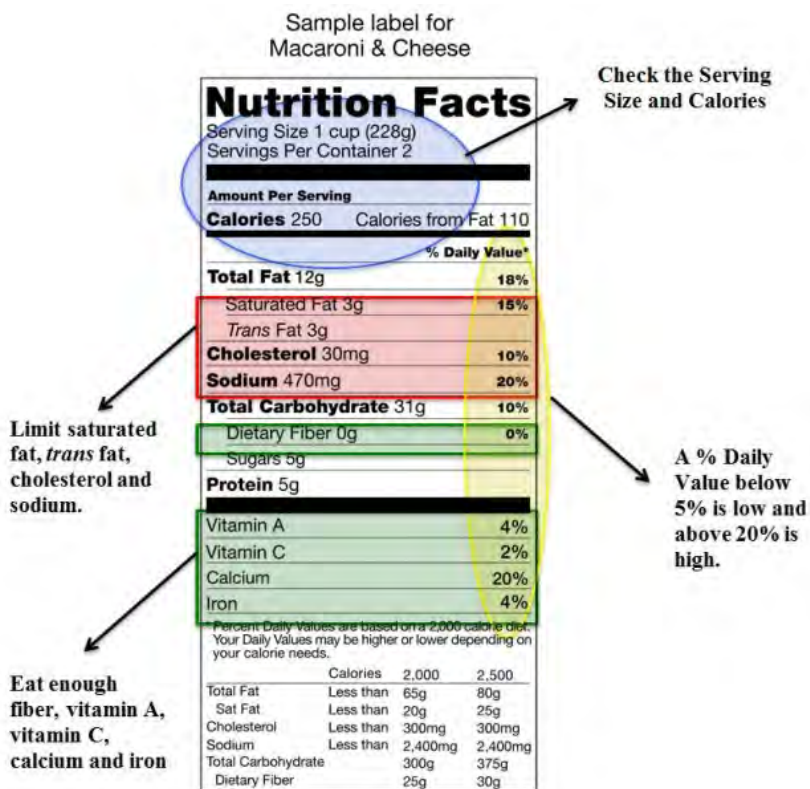 Sample label for
Macaroni & Cheese
Nutrition Facts
Serving Size 1 cup (228g)
Servings Per Container 2
Amount Per Serving
Calories 250 Calories from Fat 110
% Daily Value*
Total Fat 12g 18%
Saturated Fat 3g 15%
Trans Fat 3g
Cholesterol 30mg 10%
Sodium 470mg 20%
Total Carbohydrate 31g 10%
Dietary Fiber 0g 0%
Sugars 5g
Protein 5g
Vitamin A 4%
Vitamin C 2%
Calcium 20%
Iron 4%
*Percent Daily Values are based on a 2,000 calorie diet.
Your Daily Values may be higher or lower depending on
your calorie needs.
Calories 2,000 2,500
Total Fat Less than 65g 80g
Sat Fat Less than 20g 25g
Cholesterol Less than 300mg 300mg
Sodium Less than 2,400mg 2,400mg
Total Carbohydrate 300g 375g
Dietary Fiber 25g 30g
Check the Serving
Size and Calories
Limit saturated
fat, trans fat,
cholesterol and
sodium.
A % Daily
Value below
5% is low and
above 20% is
high.
Eat enough
fiber, vitamin A,
vitamin C,
calcium and iron